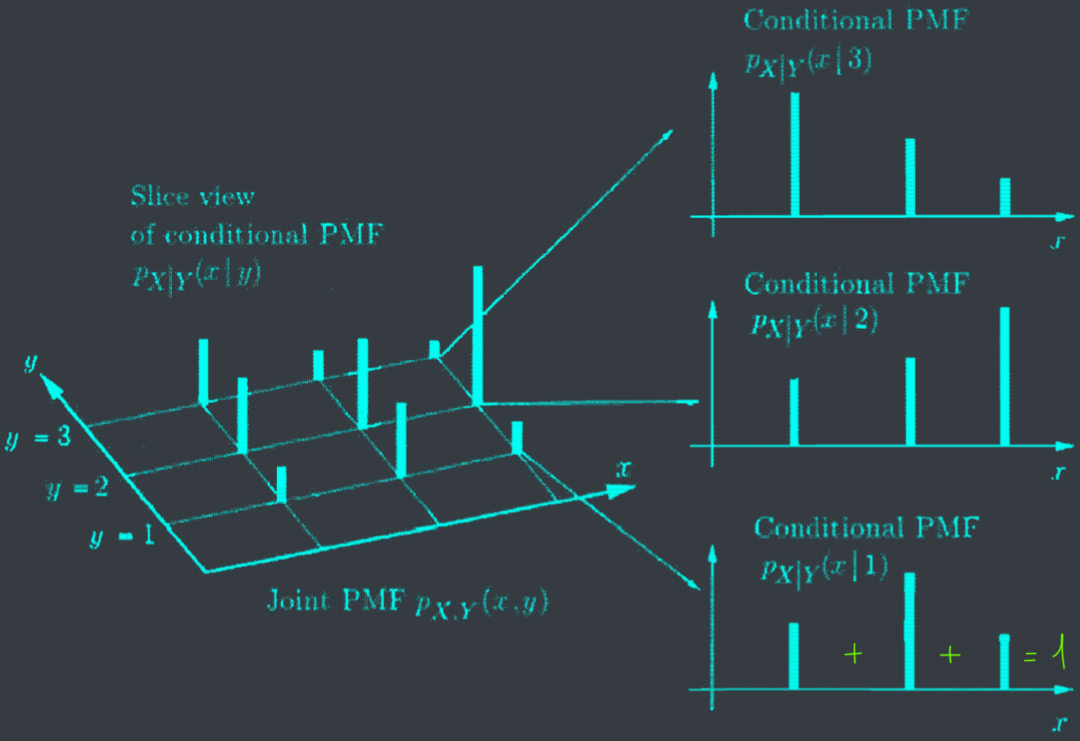 Conditional PMF
p_{X|Y}(x | 3)
x
Slice view
of conditional PMF
p_{X|Y}(x | y)
Conditional PMF
p_{X|Y}(x | 2)
x
y
y = 3
y = 2
y = 1
x
Joint PMF p_{X,Y}(x,y)
Conditional PMF
p_{X|Y}(x | 1)
+ + = 1
x